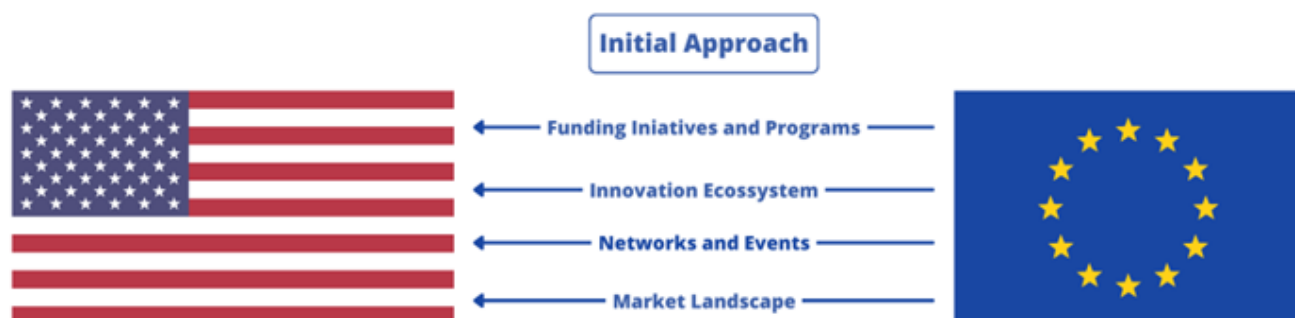 Initial Approach
Funding Iniatives and Programs
Innovation Ecossystem
Networks and Events
Market Landscape